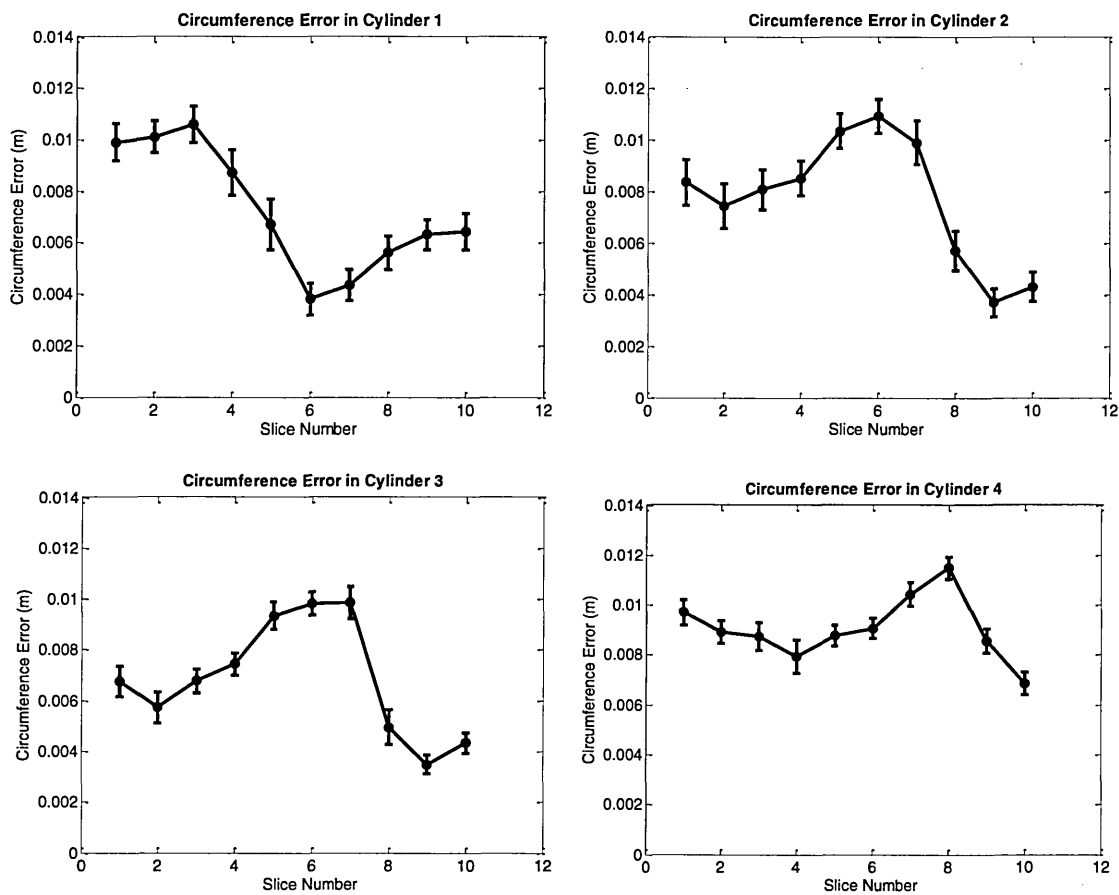 Circumference Error in Cylinder 1
0.014
0.012
0.01
0.008
0.006
0.004
0.002
0
Circumference Error (m)
0 2 4 6 8 10 12
Slice Number
Circumference Error in Cylinder 2
0.014
0.012
0.01
0.008
0.006
0.004
0.002
0
Circumference Error (m)
0 2 4 6 8 10 12
Slice Number
Circumference Error in Cylinder 3
0.014
0.012
0.01
0.008
0.006
0.004
0.002
0
Circumference Error (m)
0 2 4 6 8 10 12
Slice Number
Circumference Error in Cylinder 4
0.014
0.012
0.01
0.008
0.006
0.004
0.002
0
Circumference Error (m)
0 2 4 6 8 10 12
Slice Number